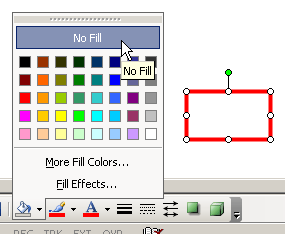 No Fill
No Fill
More Fill Colors...
Fill Effects...
A
REC TRK EXT OVR